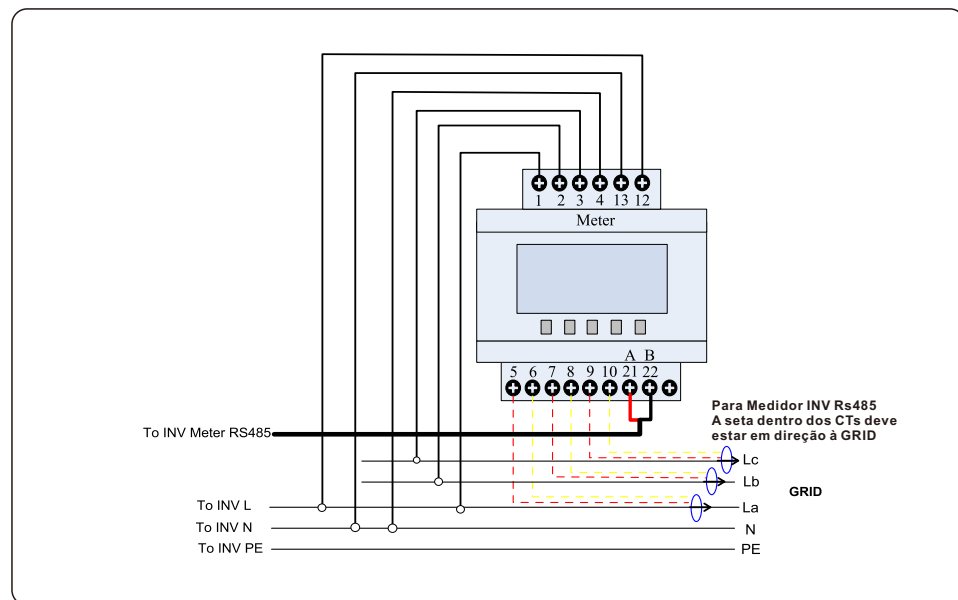 1 2 3 4 13 12
Meter
A B
5 6 7 8 9 10 21 22
Para Medidor INV Rs485
A seta dentro dos CTs deve
estar em direção à GRID
To INV Meter RS485
Lc
Lb
GRID
To INV L
La
To INV N
N
To INV PE
PE